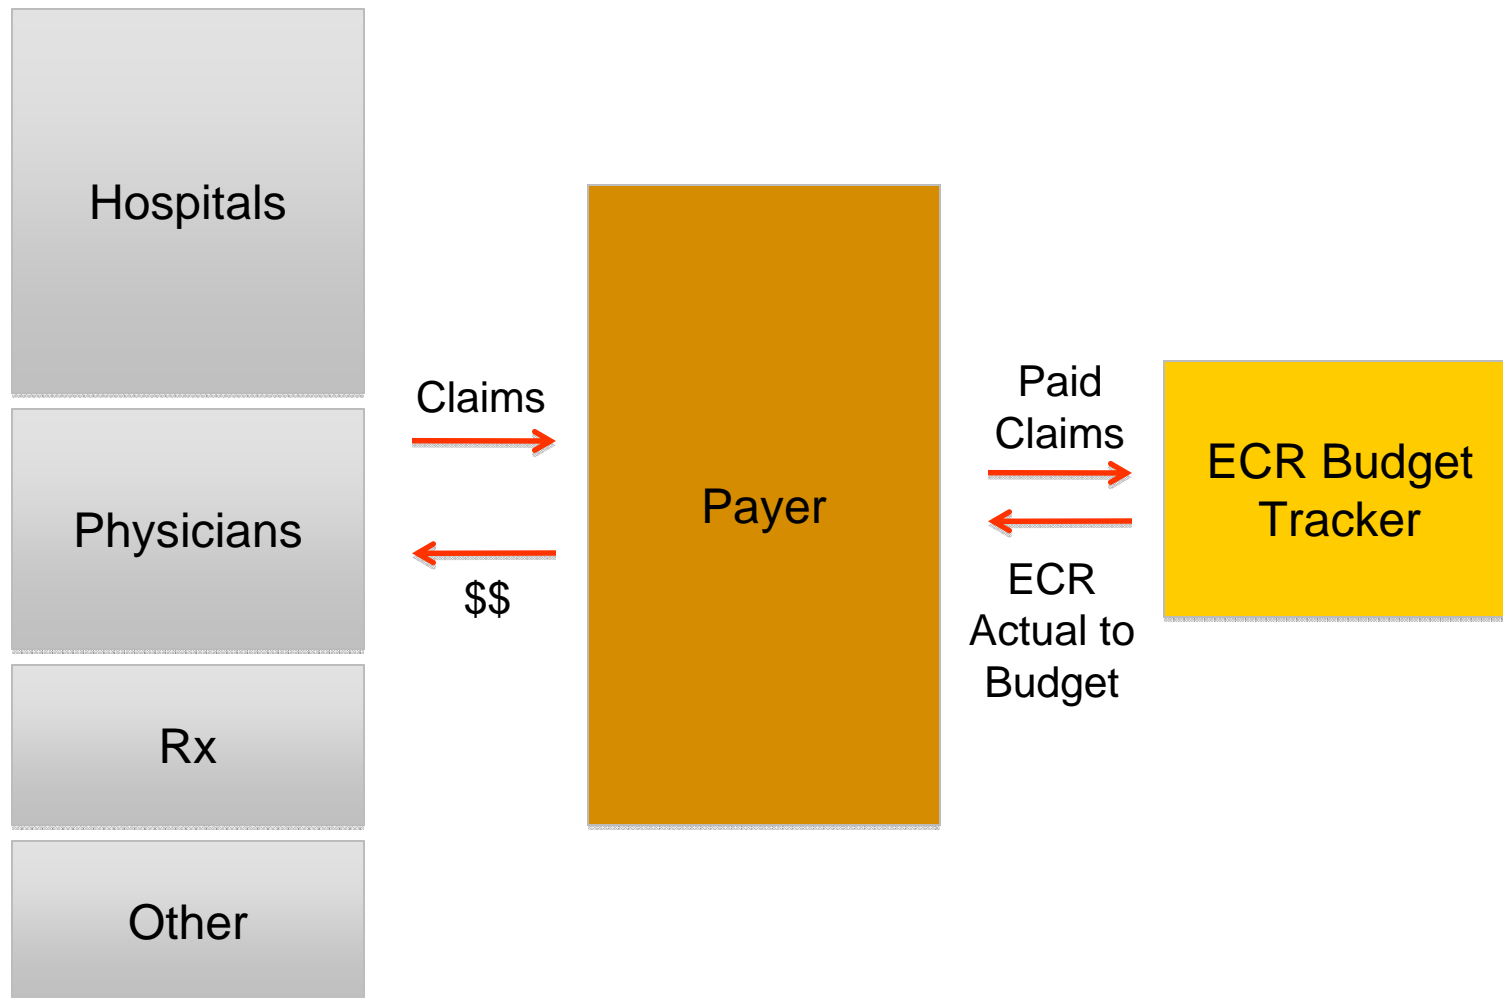 Hospitals
Physicians
Rx
Other
Claims
$$
Payer
Paid
Claims
ECR
Actual to
Budget
ECR Budget
Tracker